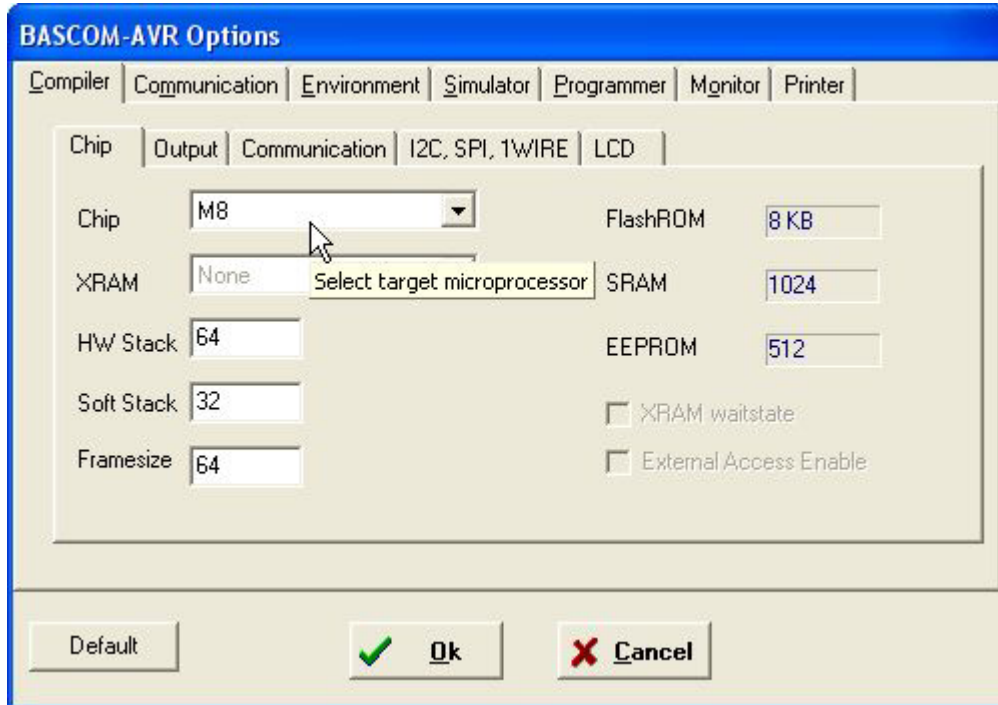 BASCOM-AVR Options
Compiler Communication Environment Simulator Programmer Monitor Printer
Chip Output Communication I2C, SPI, 1WIRE LCD
Chip M8 FlashROM 8 KB
XRAM None Select target microprocessor SRAM 1024
HW Stack 64 EEPROM 512
Soft Stack 32 XRAM waitstate
Framesize 64 External Access Enable
Default Ok Cancel